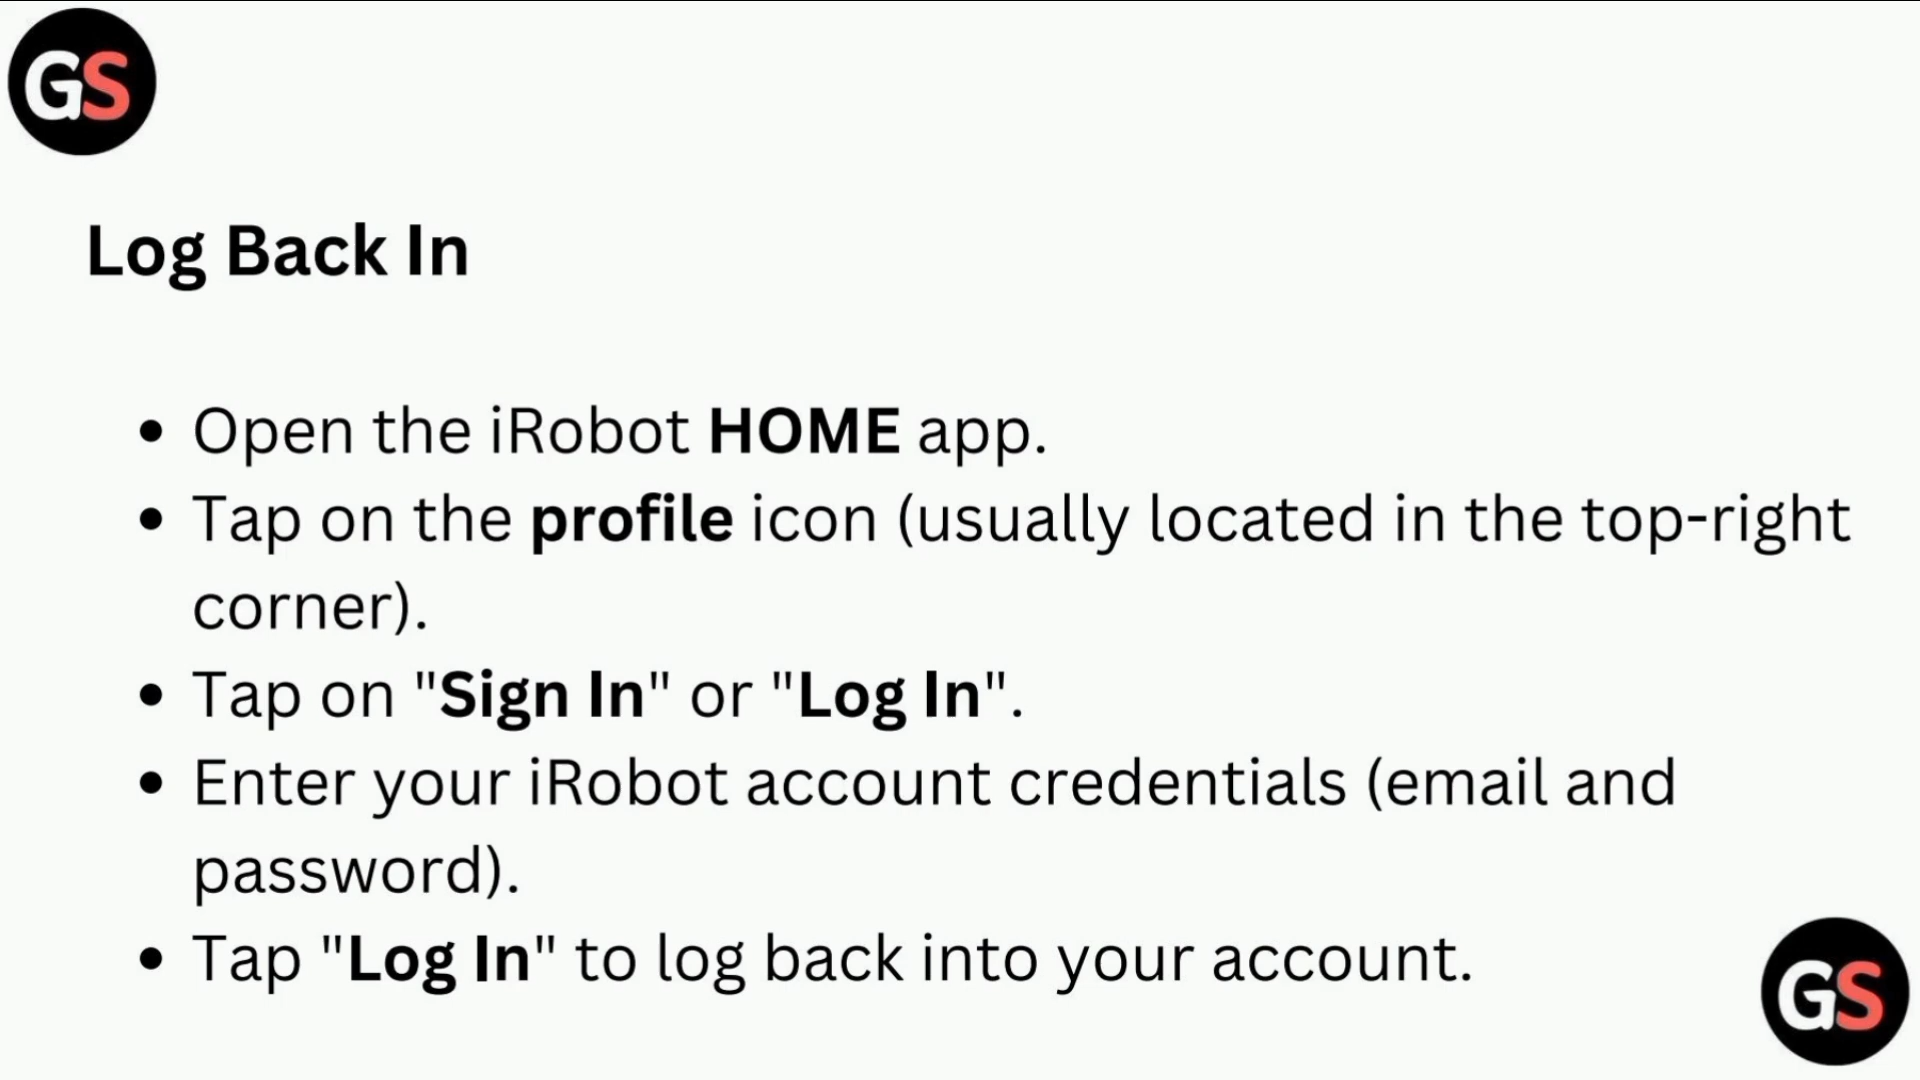 GS
Log Back In
• Open the iRobot HOME app.
• Tap on the profile icon (usually located in the top-right
corner).
• Tap on "Sign In" or "Log In".
• Enter your iRobot account credentials (email and
password).
• Tap "Log In" to log back into your account.
GS